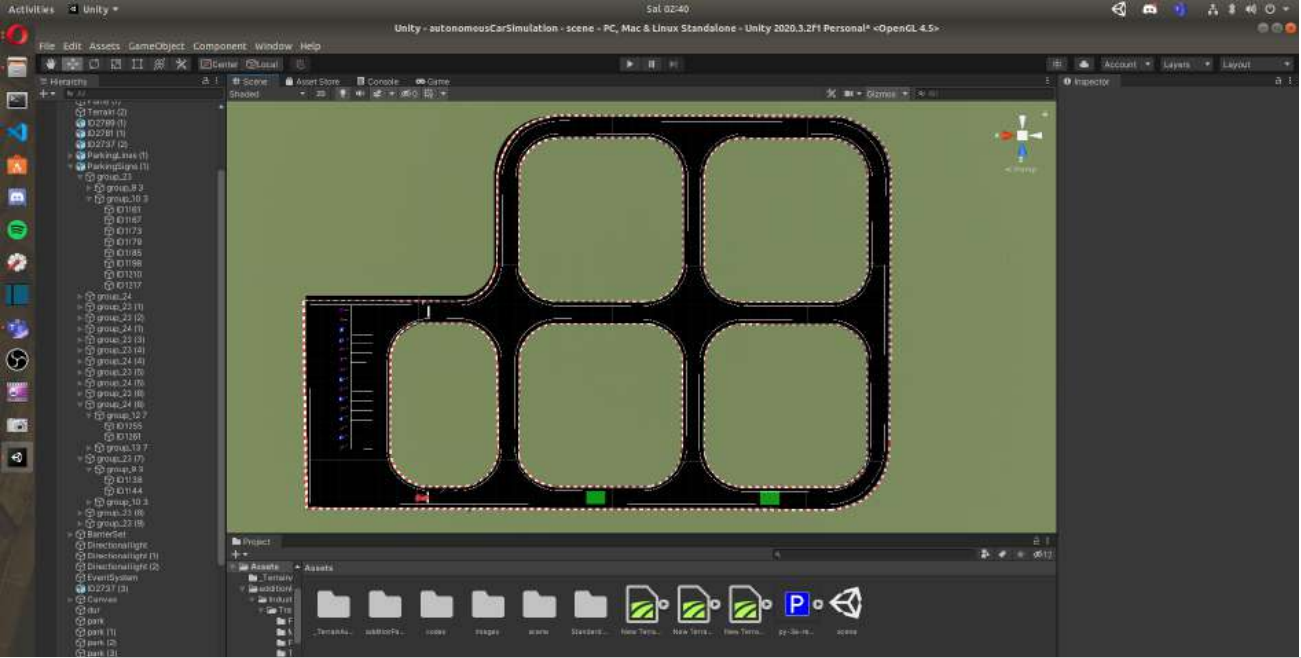 Activities Unity Sal 02:40
Unity - autonomousCarSimulation - scene - PC, Mac & Linux Standalone - Unity 2020.3.2f1 Personal* <OpenGL 4.5>
File Edit Assets GameObject Component Window Help
Center Local Account Layers Layout
Hierarchy Scene Asset Store Console Game Inspector
All Shaded 2D 0 Gizmos All
Terrain (2)
ID2789 (1)
ID2781 (1)
ID2737 (2)
ParkingLines (1)
ParkingSigns (1)
group_23
group_9 3
group_10 3
ID1161
ID1167
ID1173
ID1179
ID1185
ID1198
ID1210
ID1217
group_24
group_23 (1)
group_23 (2)
group_24 (1)
group_23 (3)
group_23 (4)
group_24 (4)
group_23 (5)
group_24 (5)
group_23 (6)
group_24 (6)
group_12 7
ID1255
ID1261
group_13 7
group_23 (7)
group_9 3
ID1138
ID1144
group_10 3
group_23 (8)
group_23 (9)
BarrierSet
Directionallight
Directionallight (1)
Directionallight (2)
EventSystem
ID2737 (3)
Canvas
dur
park
park (1)
park (2)
park (3)
Persp
Project
Assets
Assets
_Terrain
Indust
_TerrainAs...
codes
images
scene
Standard...
New Terra...
New Terra...
New Terra...
P
py-3e-re...
scene